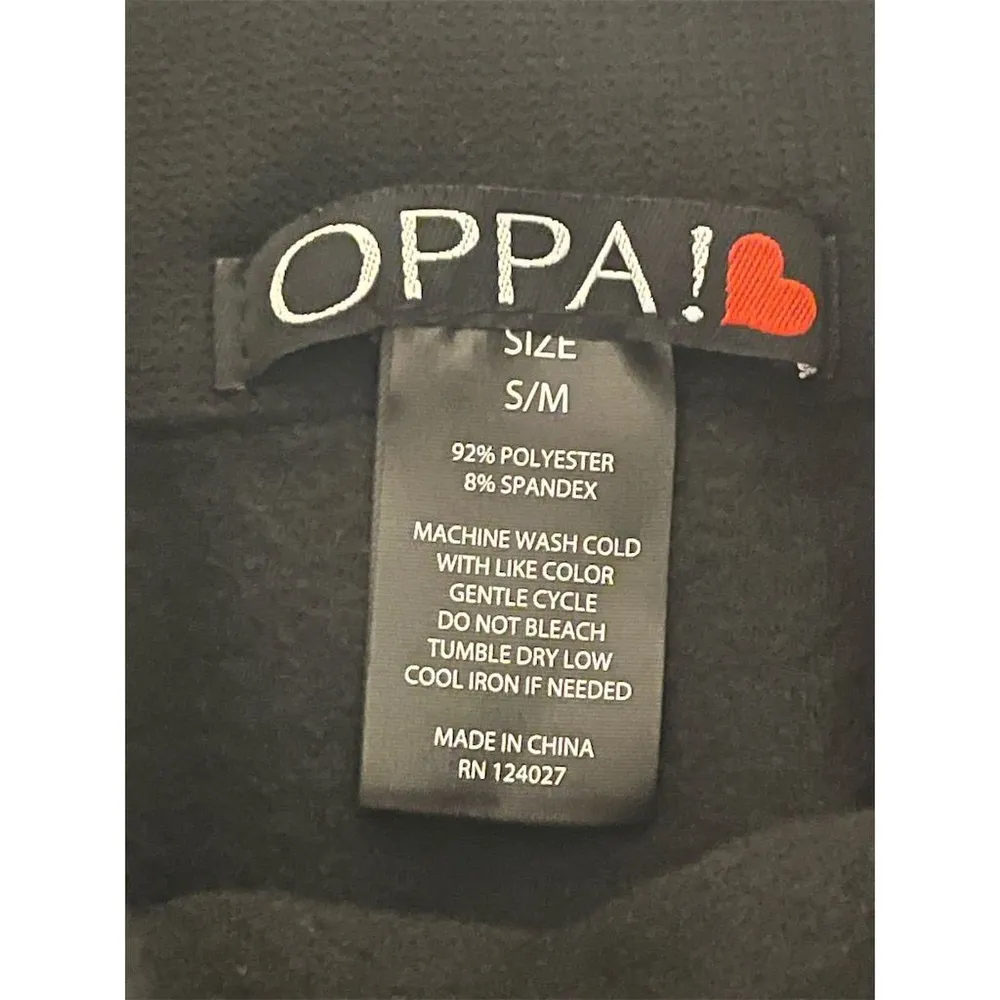 OPPA!
SIZE
S/M
92% POLYESTER
8% SPANDEX
MACHINE WASH COLD
WITH LIKE COLOR
GENTLE CYCLE
DO NOT BLEACH
TUMBLE DRY LOW
COOL IRON IF NEEDED
MADE IN CHINA
RN 124027